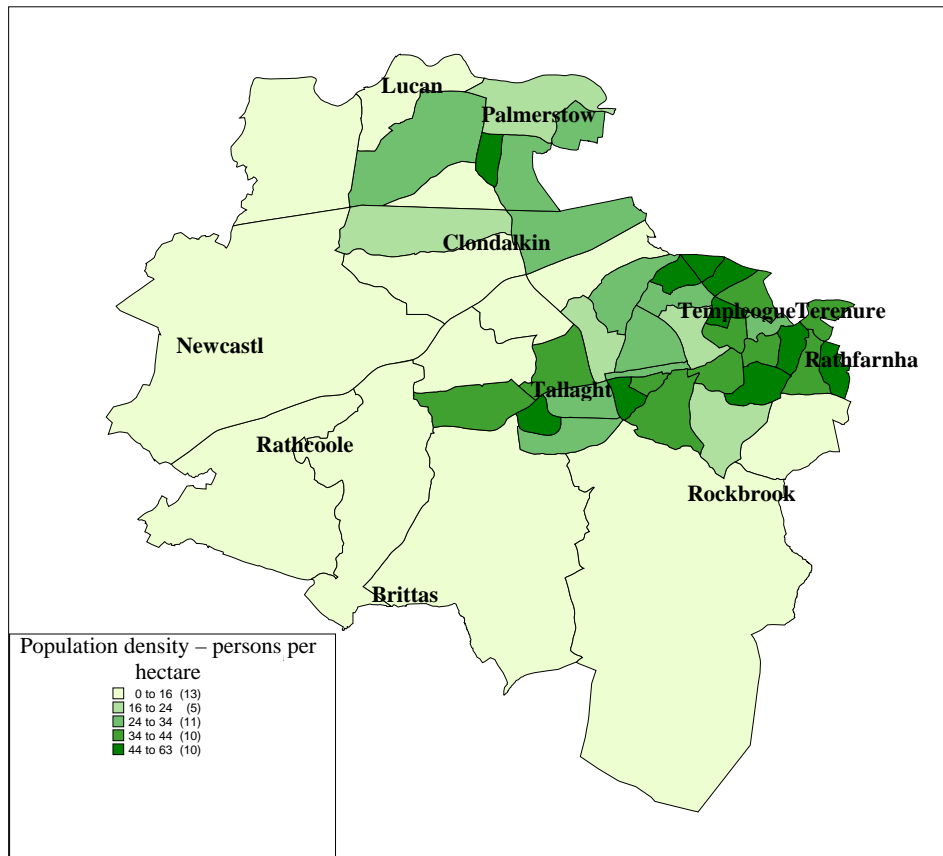 Lucan
Palmerstow
Clondalkin
TempleogueTerenure
Newcastl
Rathfarnha
Tallaght
Rathcoole
Rockbrook
Brittas
Population density – persons per
hectare
0 to 16 (13)
16 to 24 (5)
24 to 34 (11)
34 to 44 (10)
44 to 63 (10)